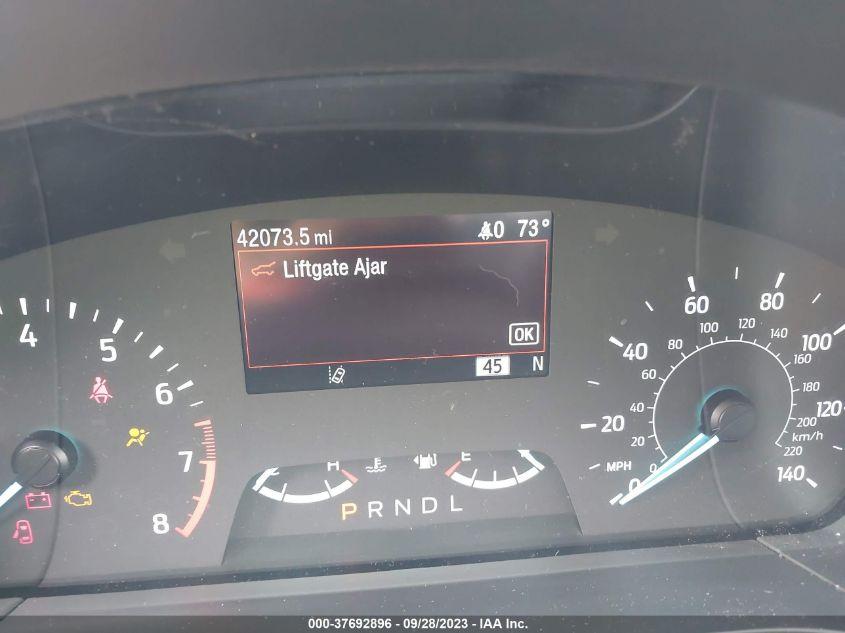 42073.5 mi 40 73°
Liftgate Ajar
OK
45 N
4 5 6 7 8
20 40 60 80 100 120 140
0 20 40 60 80 100 120 140 160 180 200 220
MPH
km/h
0
H E
PRNDL
000-37692896 - 09/28/2023 - IAA Inc.